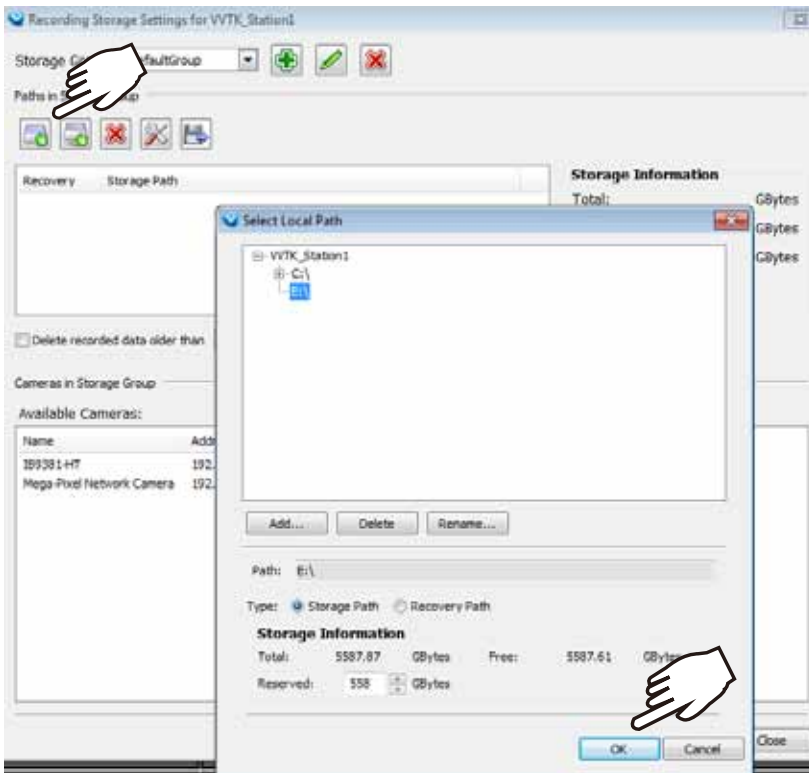 Recording Storage Settings for VVTK_Station1
Storage faultGroup
Paths in
Recovery Storage Path
Storage Information
Total: GBytes
GBytes
GBytes
Select Local Path
VVTK_Station1
C:\
E:\
Delete recorded data older than
Cameras in Storage Group
Available Cameras:
Name Addr
IB9381-HT 192.
Mega-Pixel Network Camera 192.
Add... Delete Rename...
Path: E:\
Type: Storage Path Recovery Path
Storage Information
Total: 5587.87 GBytes Free: 5587.61 GBytes
Reserved: 558 GBytes
OK Cancel
Close